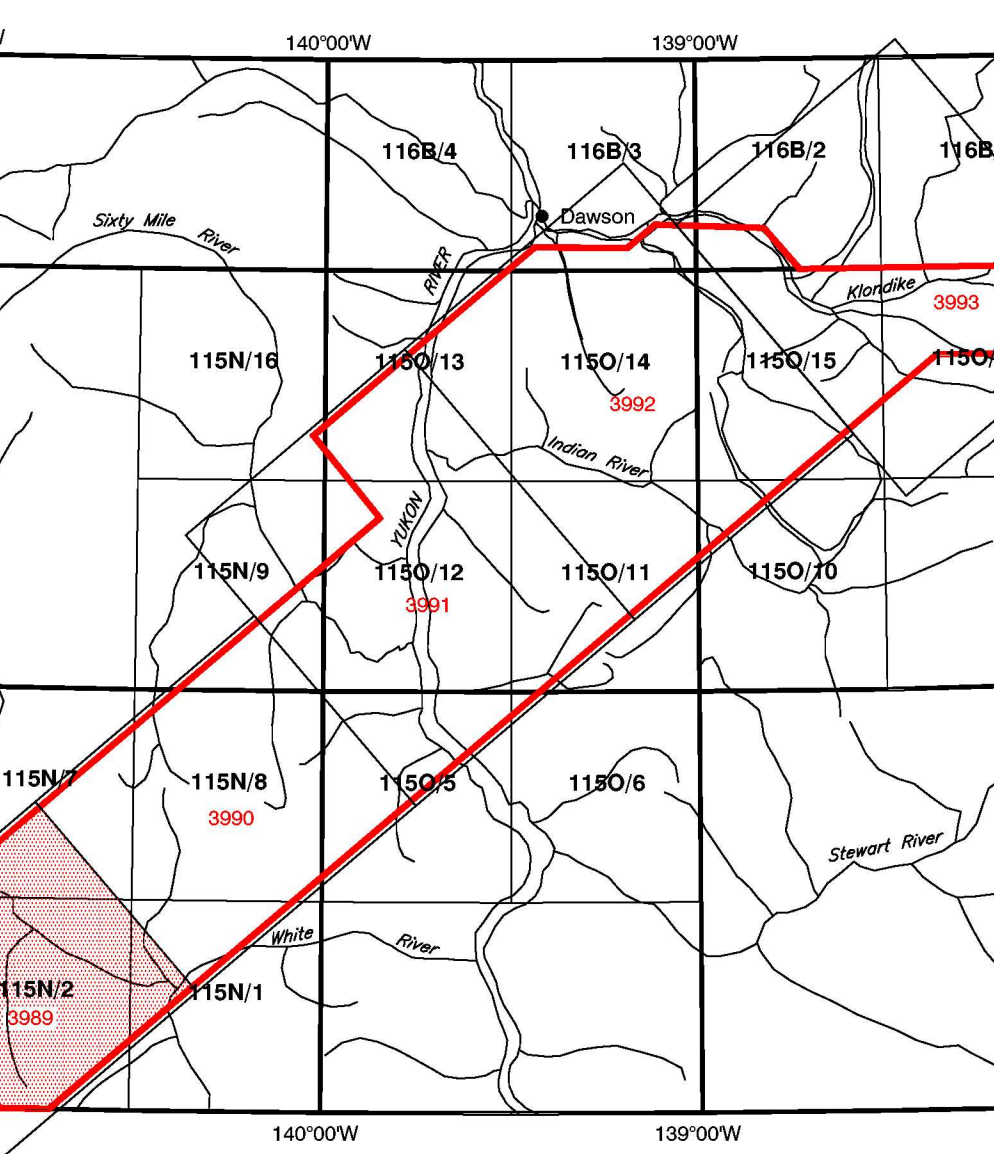 140°00'W
139°00'W
116B/4
116B/3
116B/2
116B
Sixty Mile River
Dawson
RIVER
Klondike
3993
115N/16
115O/13
115O/14
115O/15
115O/
3992
Indian River
YUKON
115N/9
115O/12
115O/11
115O/10
3991
115N/7
115N/8
115O/5
115O/6
3990
Stewart River
White River
115N/2
115N/1
3989
140°00'W
139°00'W